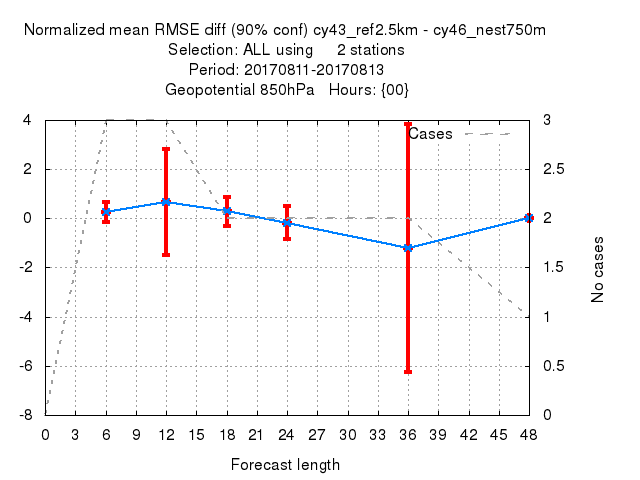 Normalized mean RMSE diff (90% conf) cy43_ref2.5km - cy46_nest750m
Selection: ALL using 2 stations
Period: 20170811-20170813
Geopotential 850hPa Hours: {00}
Cases
4
2
0
-2
-4
-6
-8
3
2.5
2
1.5
1
0.5
0
No cases
0 3 6 9 12 15 18 21 24 27 30 33 36 39 42 45 48
Forecast length